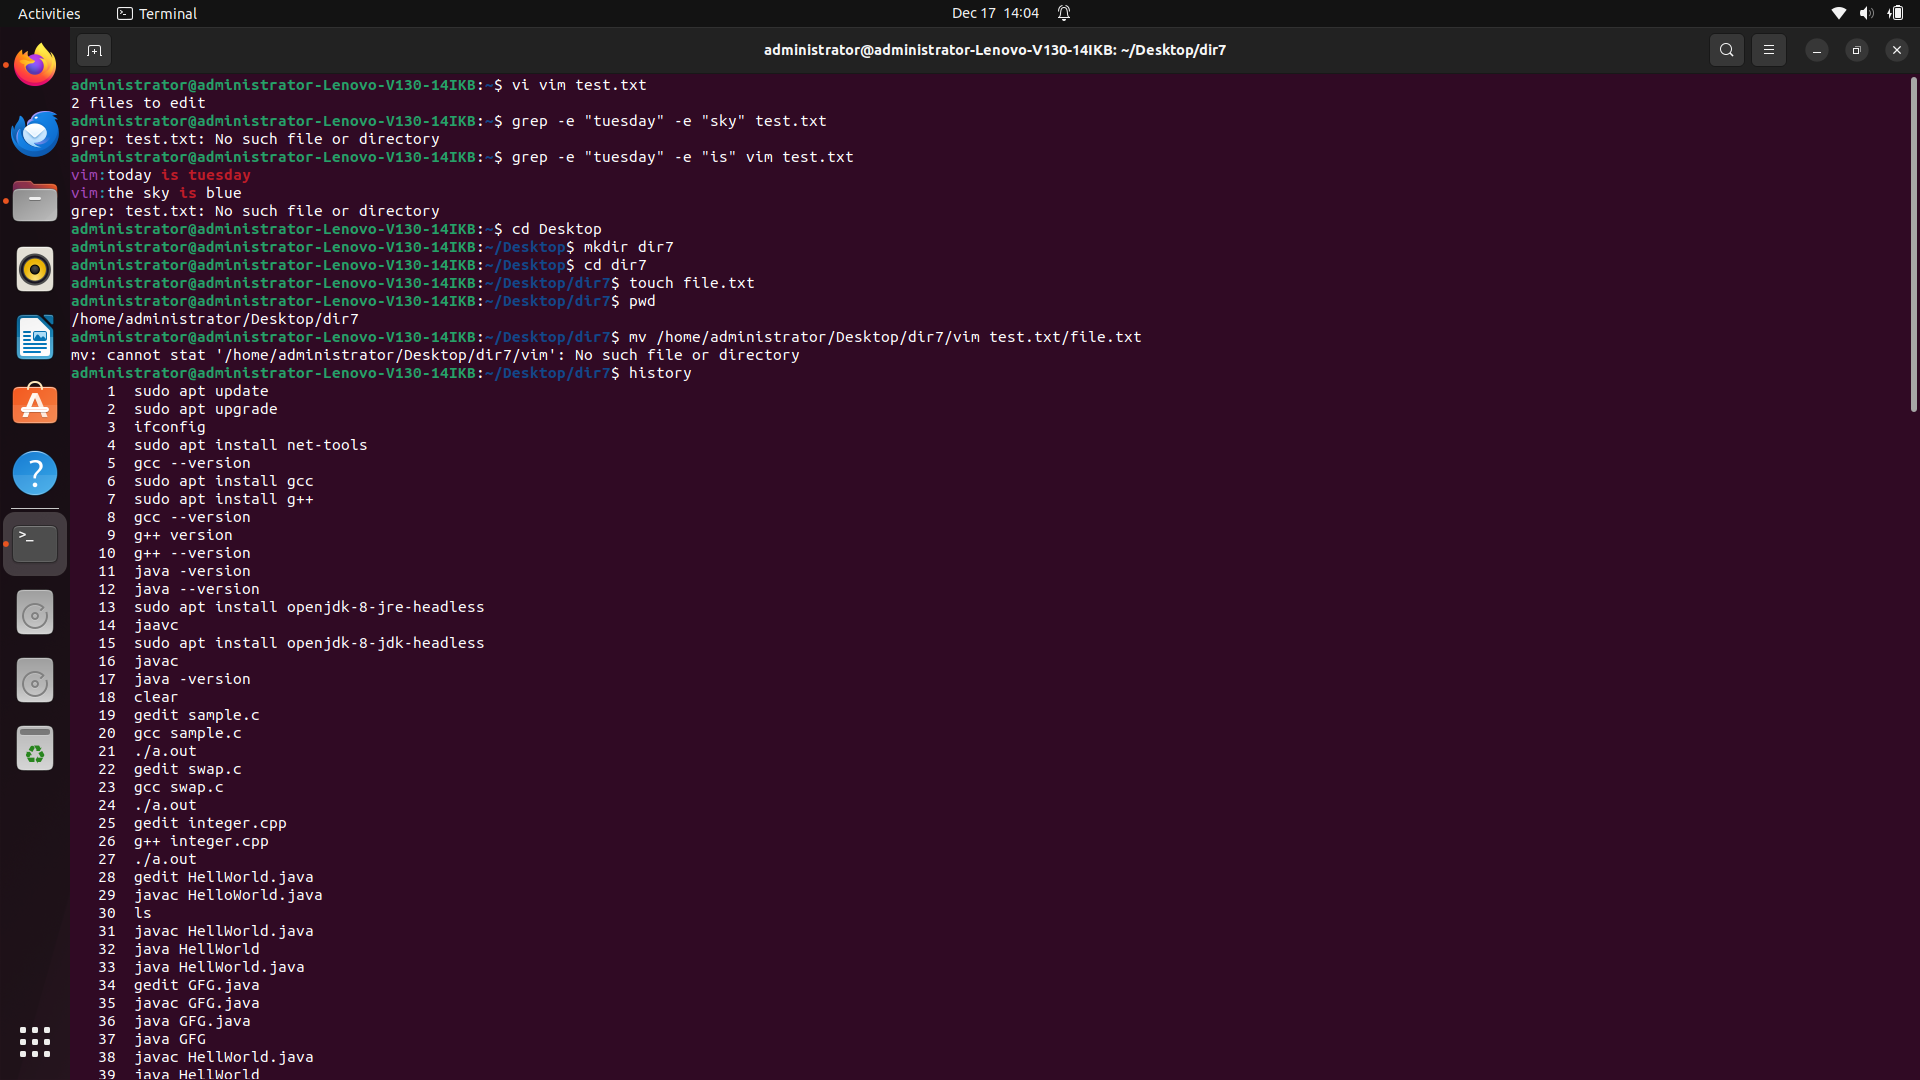 Activities Terminal Dec 17 14:04
administrator@administrator-Lenovo-V130-14IKB: ~/Desktop/dir7
administrator@administrator-Lenovo-V130-14IKB:~$ vi vim test.txt
2 files to edit
administrator@administrator-Lenovo-V130-14IKB:~$ grep -e "tuesday" -e "sky" test.txt
grep: test.txt: No such file or directory
administrator@administrator-Lenovo-V130-14IKB:~$ grep -e "tuesday" -e "is" vim test.txt
vim:today is tuesday
vim:the sky is blue
grep: test.txt: No such file or directory
administrator@administrator-Lenovo-V130-14IKB:~$ cd Desktop
administrator@administrator-Lenovo-V130-14IKB:~/Desktop$ mkdir dir7
administrator@administrator-Lenovo-V130-14IKB:~/Desktop$ cd dir7
administrator@administrator-Lenovo-V130-14IKB:~/Desktop/dir7$ touch file.txt
administrator@administrator-Lenovo-V130-14IKB:~/Desktop/dir7$ pwd
/home/administrator/Desktop/dir7
administrator@administrator-Lenovo-V130-14IKB:~/Desktop/dir7$ mv /home/administrator/Desktop/dir7/vim test.txt/file.txt
mv: cannot stat '/home/administrator/Desktop/dir7/vim': No such file or directory
administrator@administrator-Lenovo-V130-14IKB:~/Desktop/dir7$ history
1 sudo apt update
2 sudo apt upgrade
3 ifconfig
4 sudo apt install net-tools
5 gcc --version
6 sudo apt install gcc
7 sudo apt install g++
8 gcc --version
9 g++ version
10 g++ --version
11 java -version
12 java --version
13 sudo apt install openjdk-8-jre-headless
14 jaavc
15 sudo apt install openjdk-8-jdk-headless
16 javac
17 java -version
18 clear
19 gedit sample.c
20 gcc sample.c
21 ./a.out
22 gedit swap.c
23 gcc swap.c
24 ./a.out
25 gedit integer.cpp
26 g++ integer.cpp
27 ./a.out
28 gedit HellWorld.java
29 javac HelloWorld.java
30 ls
31 javac HellWorld.java
32 java HellWorld
33 java HellWorld.java
34 gedit GFG.java
35 javac GFG.java
36 java GFG.java
37 java GFG
38 javac HellWorld.java
39 java HellWorld